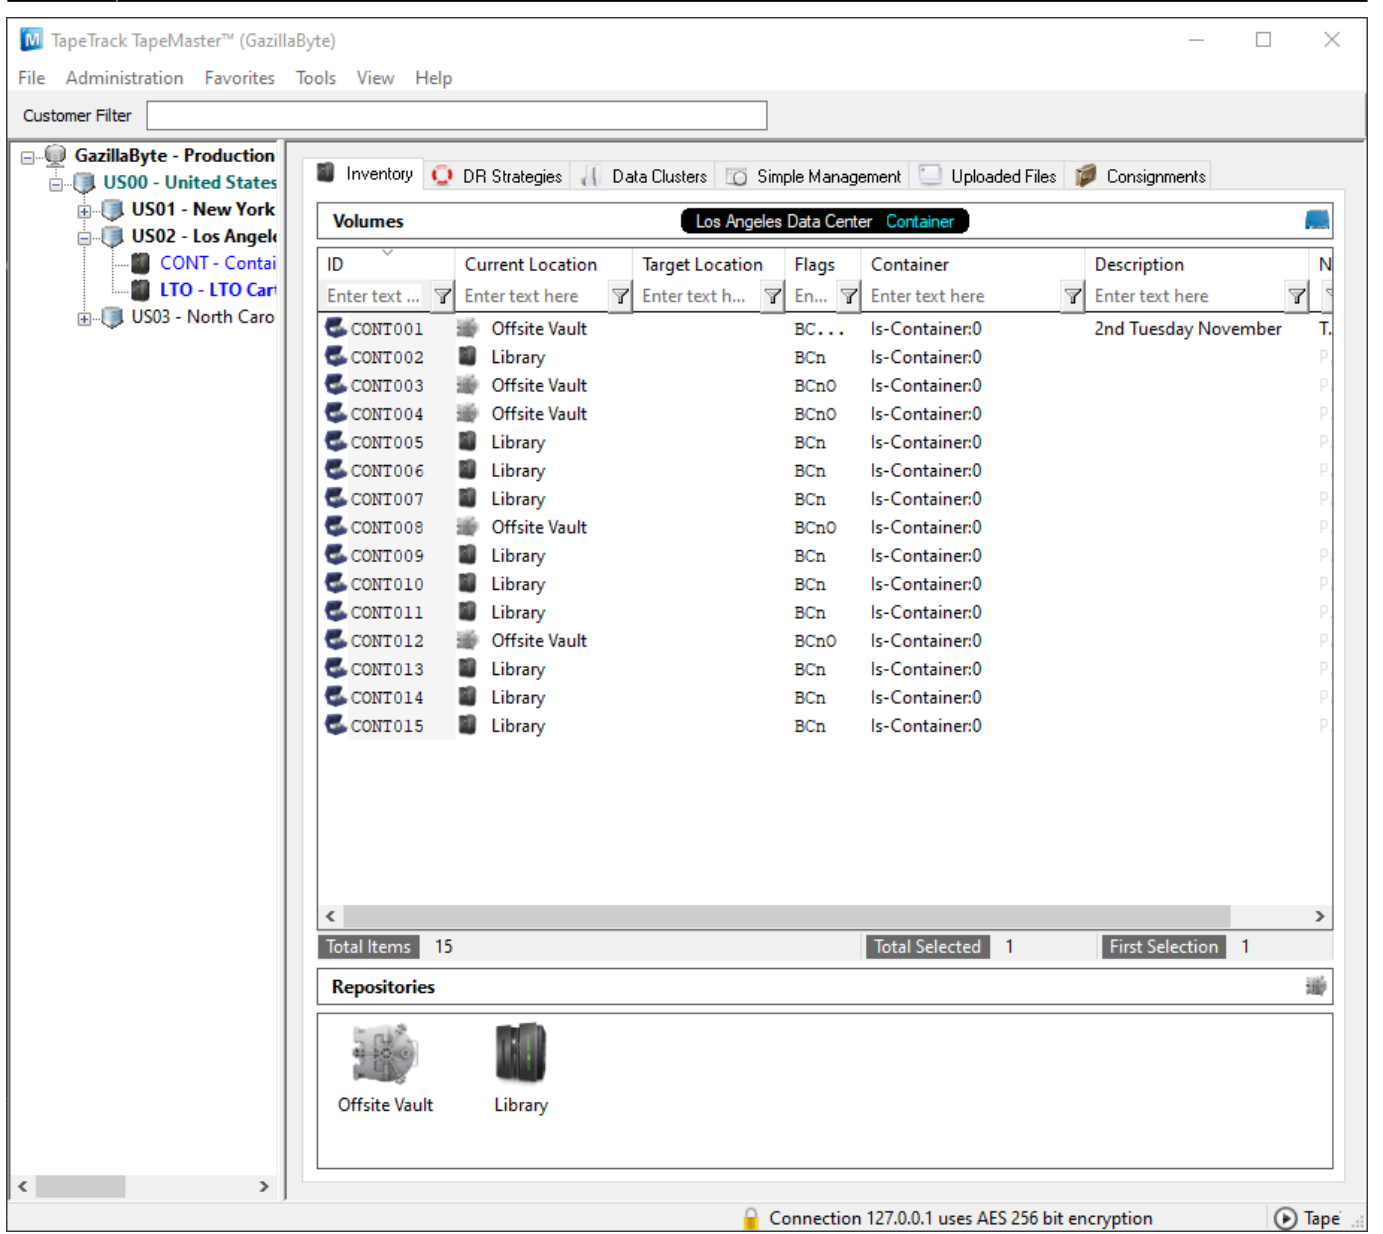 TapeTrack TapeMaster™ (GazillaByte)
File Administration Favorites Tools View Help
Customer Filter
GazillaByte - Production
US00 - United States
US01 - New York
US02 - Los Angele
CONT - Contai
LTO - LTO Cart
US03 - North Caro
Inventory DR Strategies Data Clusters Simple Management Uploaded Files Consignments
Volumes Los Angeles Data Center Container
ID Current Location Target Location Flags Container Description N
Enter text ... Enter text here Enter text h... En... Enter text here Enter text here
CONT001 Offsite Vault BC... Is-Container:0 2nd Tuesday November T.
CONT002 Library BCn Is-Container:0 P.
CONT003 Offsite Vault BCnO Is-Container:0 P.
CONT004 Offsite Vault BCnO Is-Container:0 P.
CONT005 Library BCn Is-Container:0 P.
CONT006 Library BCn Is-Container:0 P.
CONT007 Library BCn Is-Container:0 P.
CONT008 Offsite Vault BCnO Is-Container:0 P.
CONT009 Library BCn Is-Container:0 P.
CONT010 Library BCn Is-Container:0 P.
CONT011 Library BCn Is-Container:0 P.
CONT012 Offsite Vault BCnO Is-Container:0 P.
CONT013 Library BCn Is-Container:0 P.
CONT014 Library BCn Is-Container:0 P.
CONT015 Library BCn Is-Container:0 P.
Total Items 15 Total Selected 1 First Selection 1
Repositories
Offsite Vault Library
Connection 127.0.0.1 uses AES 256 bit encryption Tape